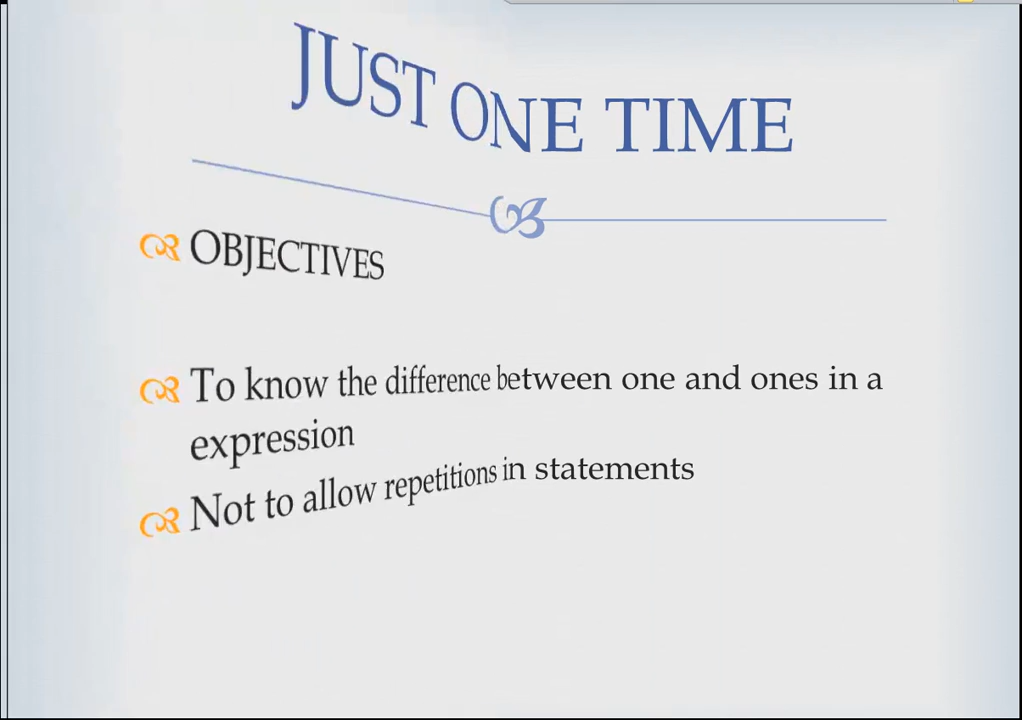 JUST ONE TIME
OBJECTIVES
To know the difference between one and ones in a
expression
Not to allow repetitions in statements